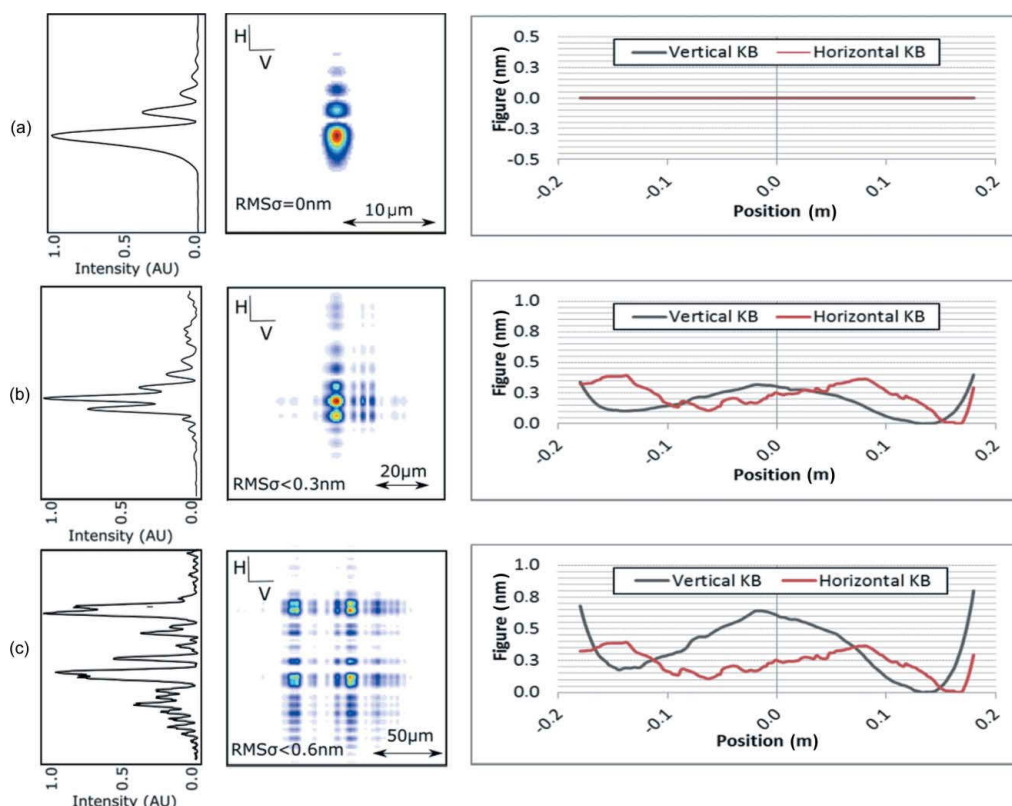 (a)
1.0
0.5
0.0
Intensity (AU)
H
V
RMSσ=0nm
10µm
Figure (nm)
0.5
0.3
0.0
-0.3
-0.5
Vertical KB
Horizontal KB
-0.2
-0.1
0.0
0.1
0.2
Position (m)
(b)
1.0
0.5
0.0
Intensity (AU)
H
V
RMSσ<0.3nm
20µm
Figure (nm)
1.0
0.8
0.5
0.3
0.0
Vertical KB
Horizontal KB
-0.2
-0.1
0.0
0.1
0.2
Position (m)
(c)
1.0
0.5
0.0
Intensity (AU)
H
V
RMSσ<0.6nm
50µm
Figure (nm)
1.0
0.8
0.5
0.3
0.0
Vertical KB
Horizontal KB
-0.2
-0.1
0.0
0.1
0.2
Position (m)